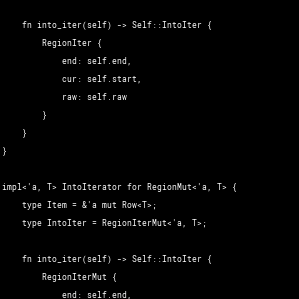 fn into_iter(self) -> Self::IntoIter {
RegionIter {
end: self.end,
cur: self.start,
raw: self.raw
}
}
}
impl<'a, T> IntoIterator for RegionMut<'a, T> {
type Item = &'a mut Row<T>;
type IntoIter = RegionIterMut<'a, T>;
fn into_iter(self) -> Self::IntoIter {
RegionIterMut {
end: self.end,